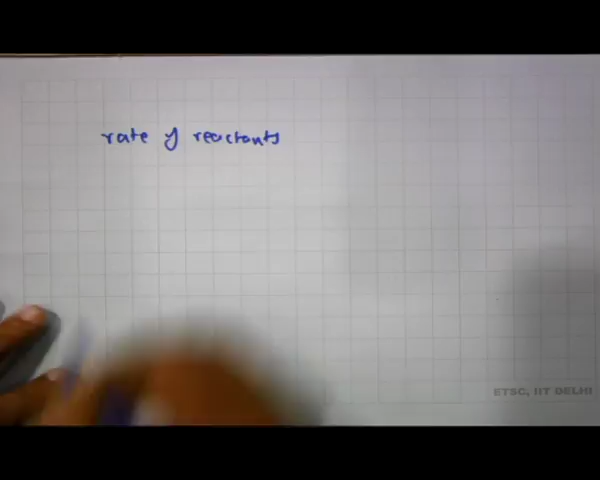 rate of reactants
ETSC, IIT DELHI